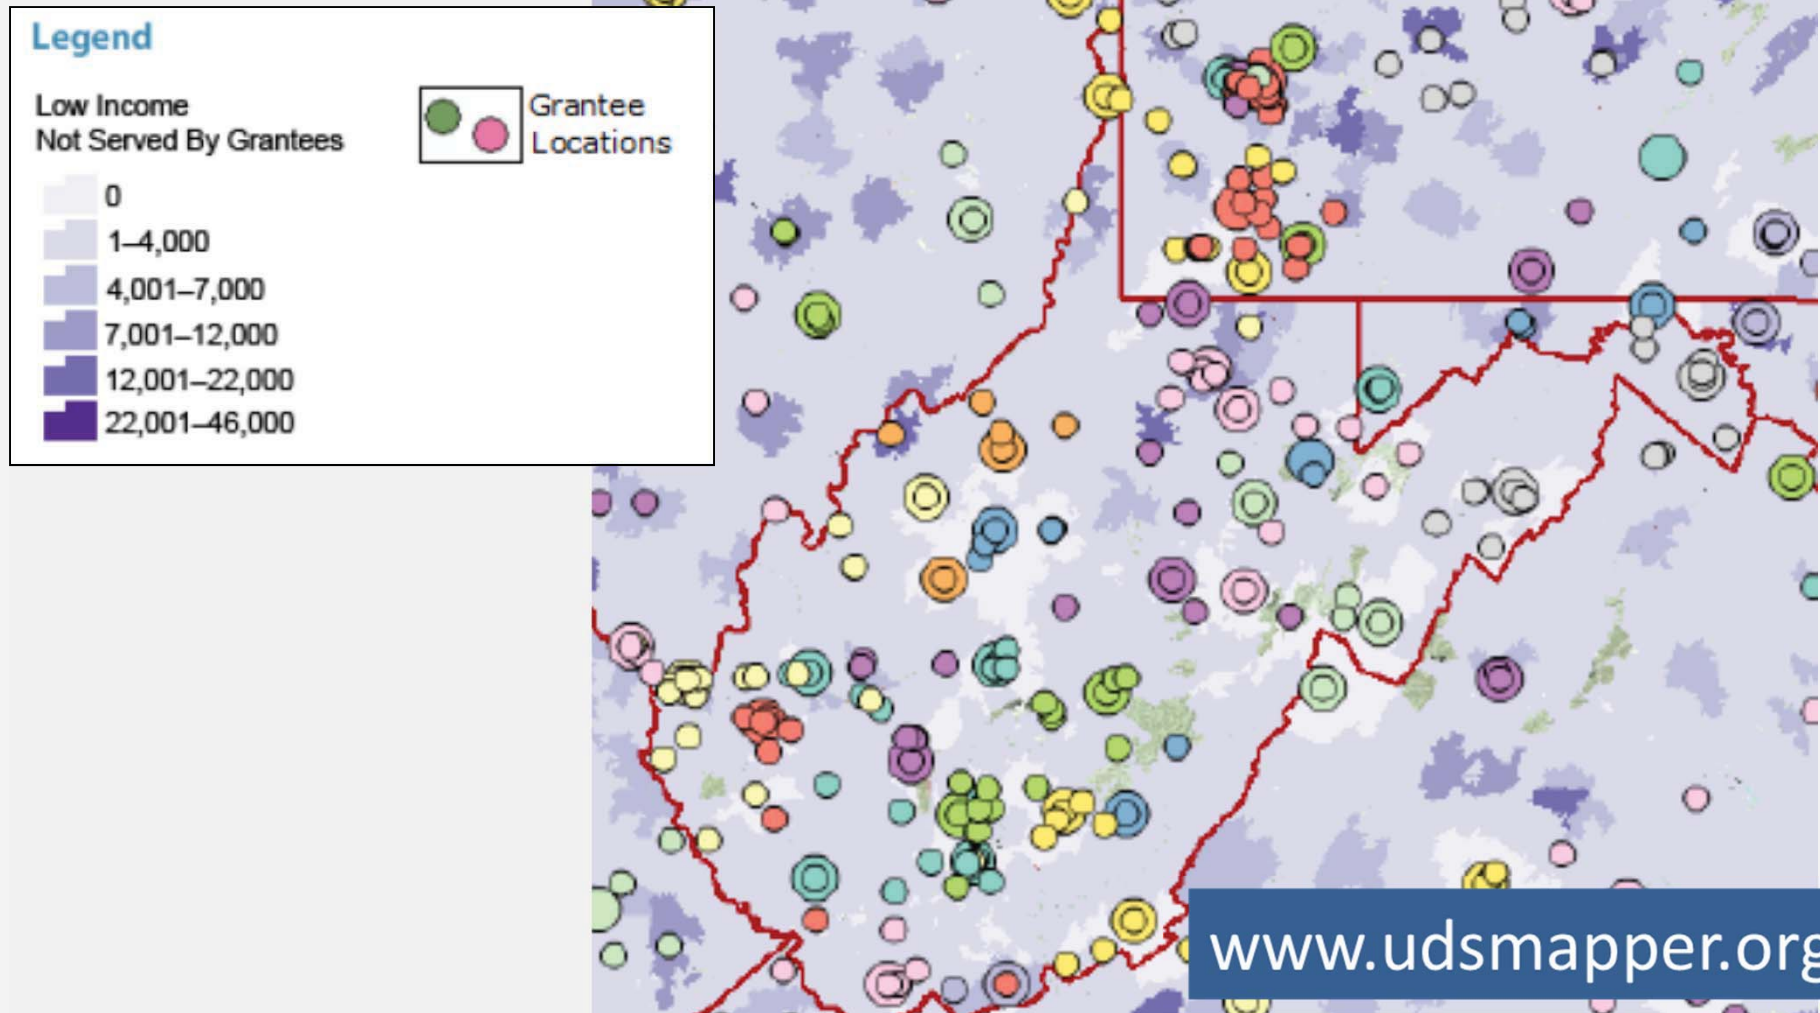 Legend
Low Income
Not Served By Grantees
Grantee
Locations
0
1–4,000
4,001–7,000
7,001–12,000
12,001–22,000
22,001–46,000
www.udsmapper.org